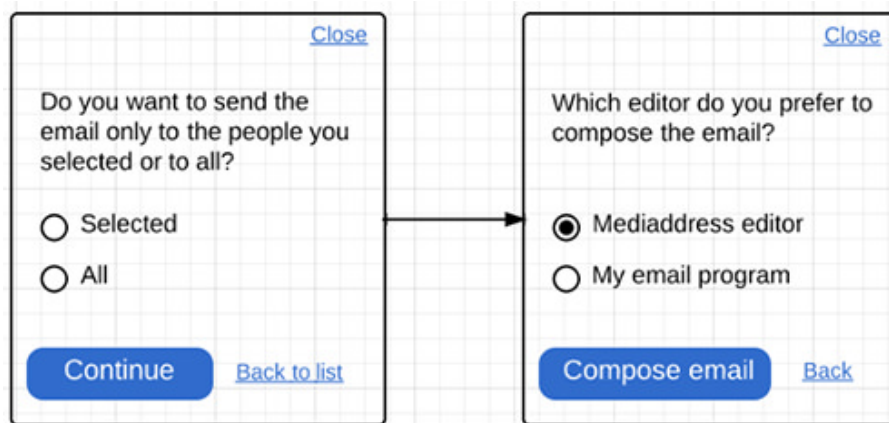 Close
Do you want to send the
email only to the people you
selected or to all?
Selected
All
Continue
Back to list
Close
Which editor do you prefer to
compose the email?
Mediaddress editor
My email program
Compose email
Back